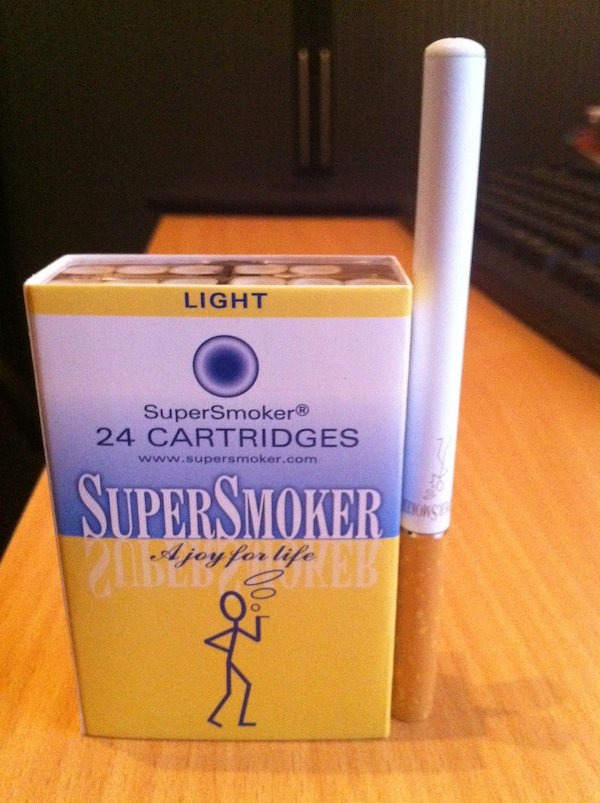 LIGHT
SuperSmoker®
24 CARTRIDGES
www.supersmoker.com
SUPERSMOKER
A joy for life